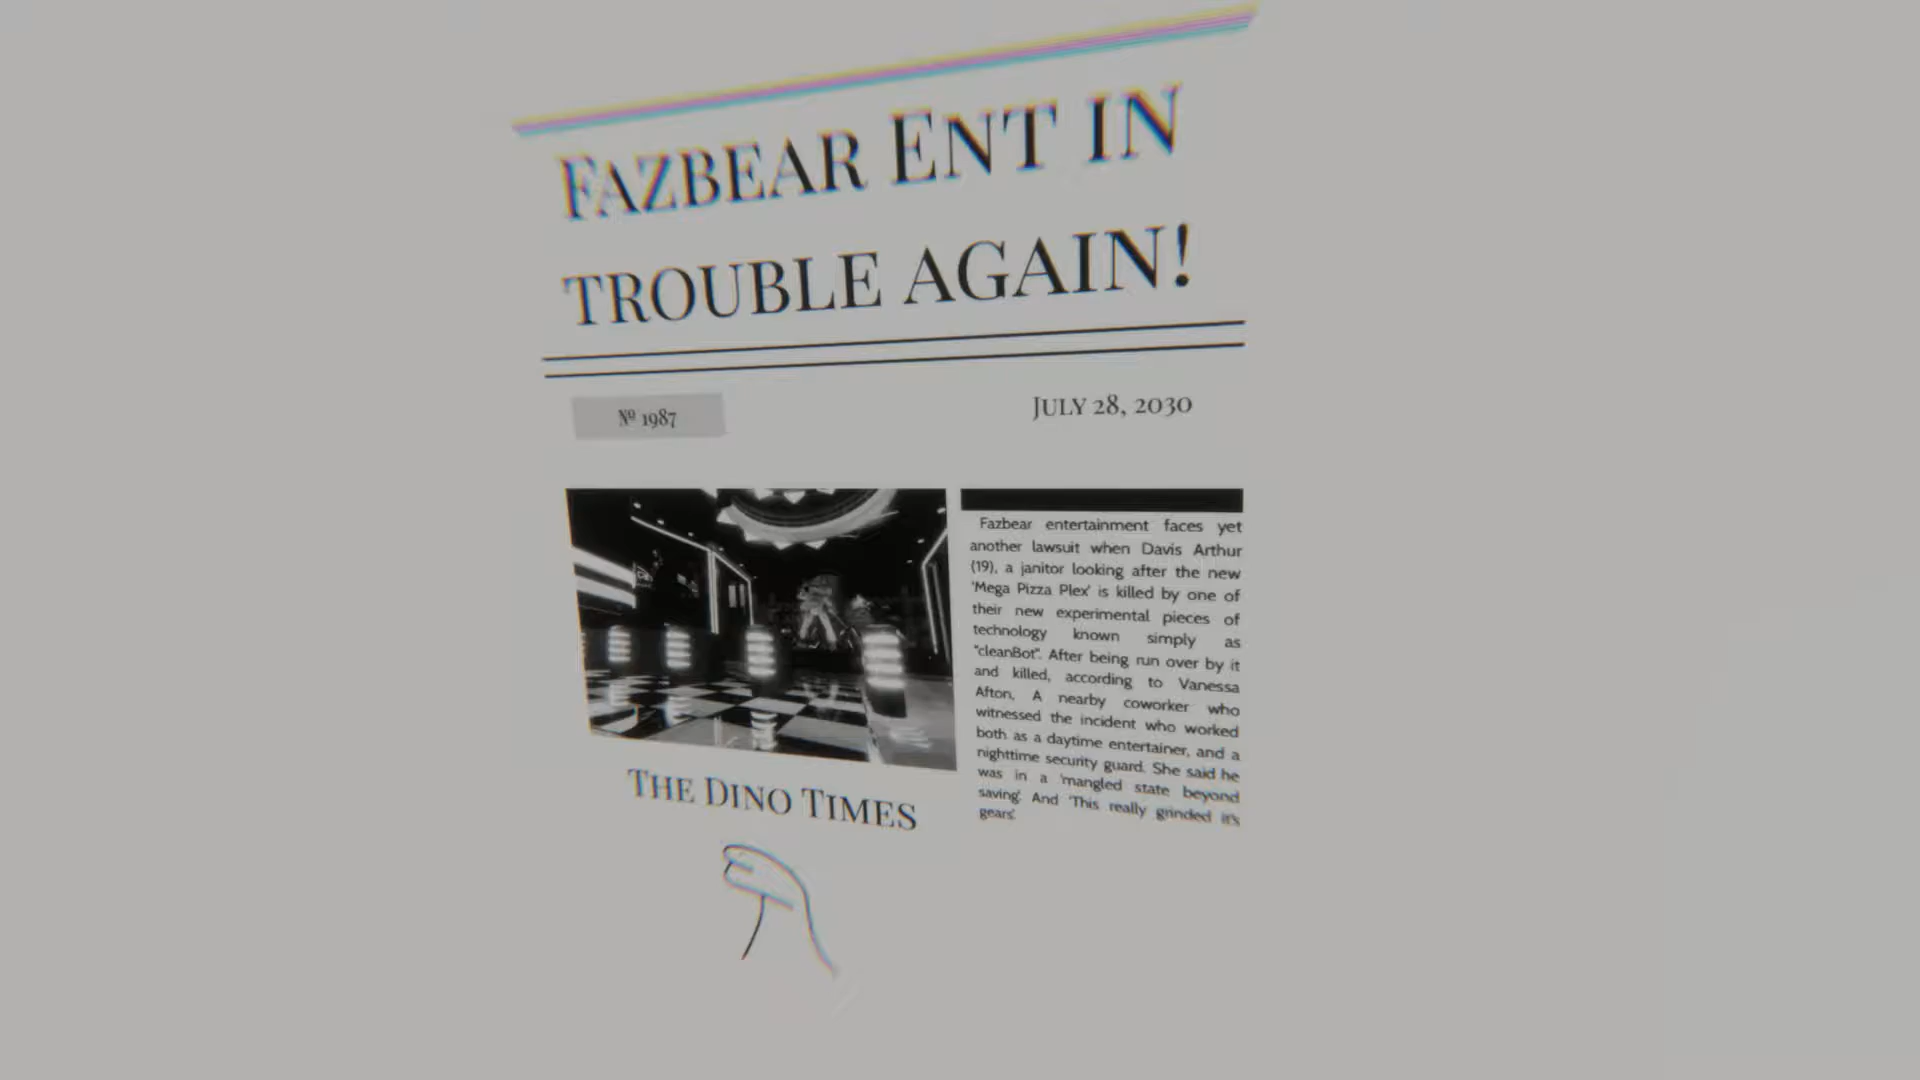 FAZBEAR ENT IN
TROUBLE AGAIN!
Nº 1987
JULY 28, 2030
Fazbear entertainment faces yet
another lawsuit when Davis Arthur
(19), a janitor looking after the new
'Mega Pizza Plex' is killed by one of
their new experimental pieces of
technology known simply as
"cleanBot". After being run over by it
and killed, according to Vanessa
Afton, A nearby coworker who
witnessed the incident who worked
both as a daytime entertainer, and a
nighttime security guard. She said he
was in a 'mangled state beyond
saving'. And 'This really grinded it's
gears'.
THE DINO TIMES